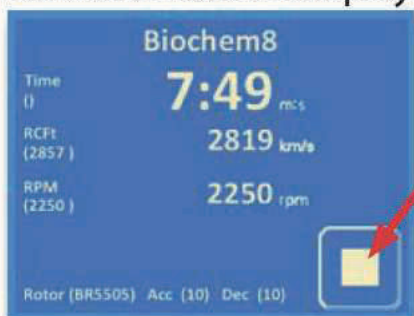 Biochem8
Time
()
7:49 m:s
RCFt
(2857 )
2819 km/s
RPM
(2250 )
2250 rpm
Rotor (BR5505) Acc (10) Dec (10)